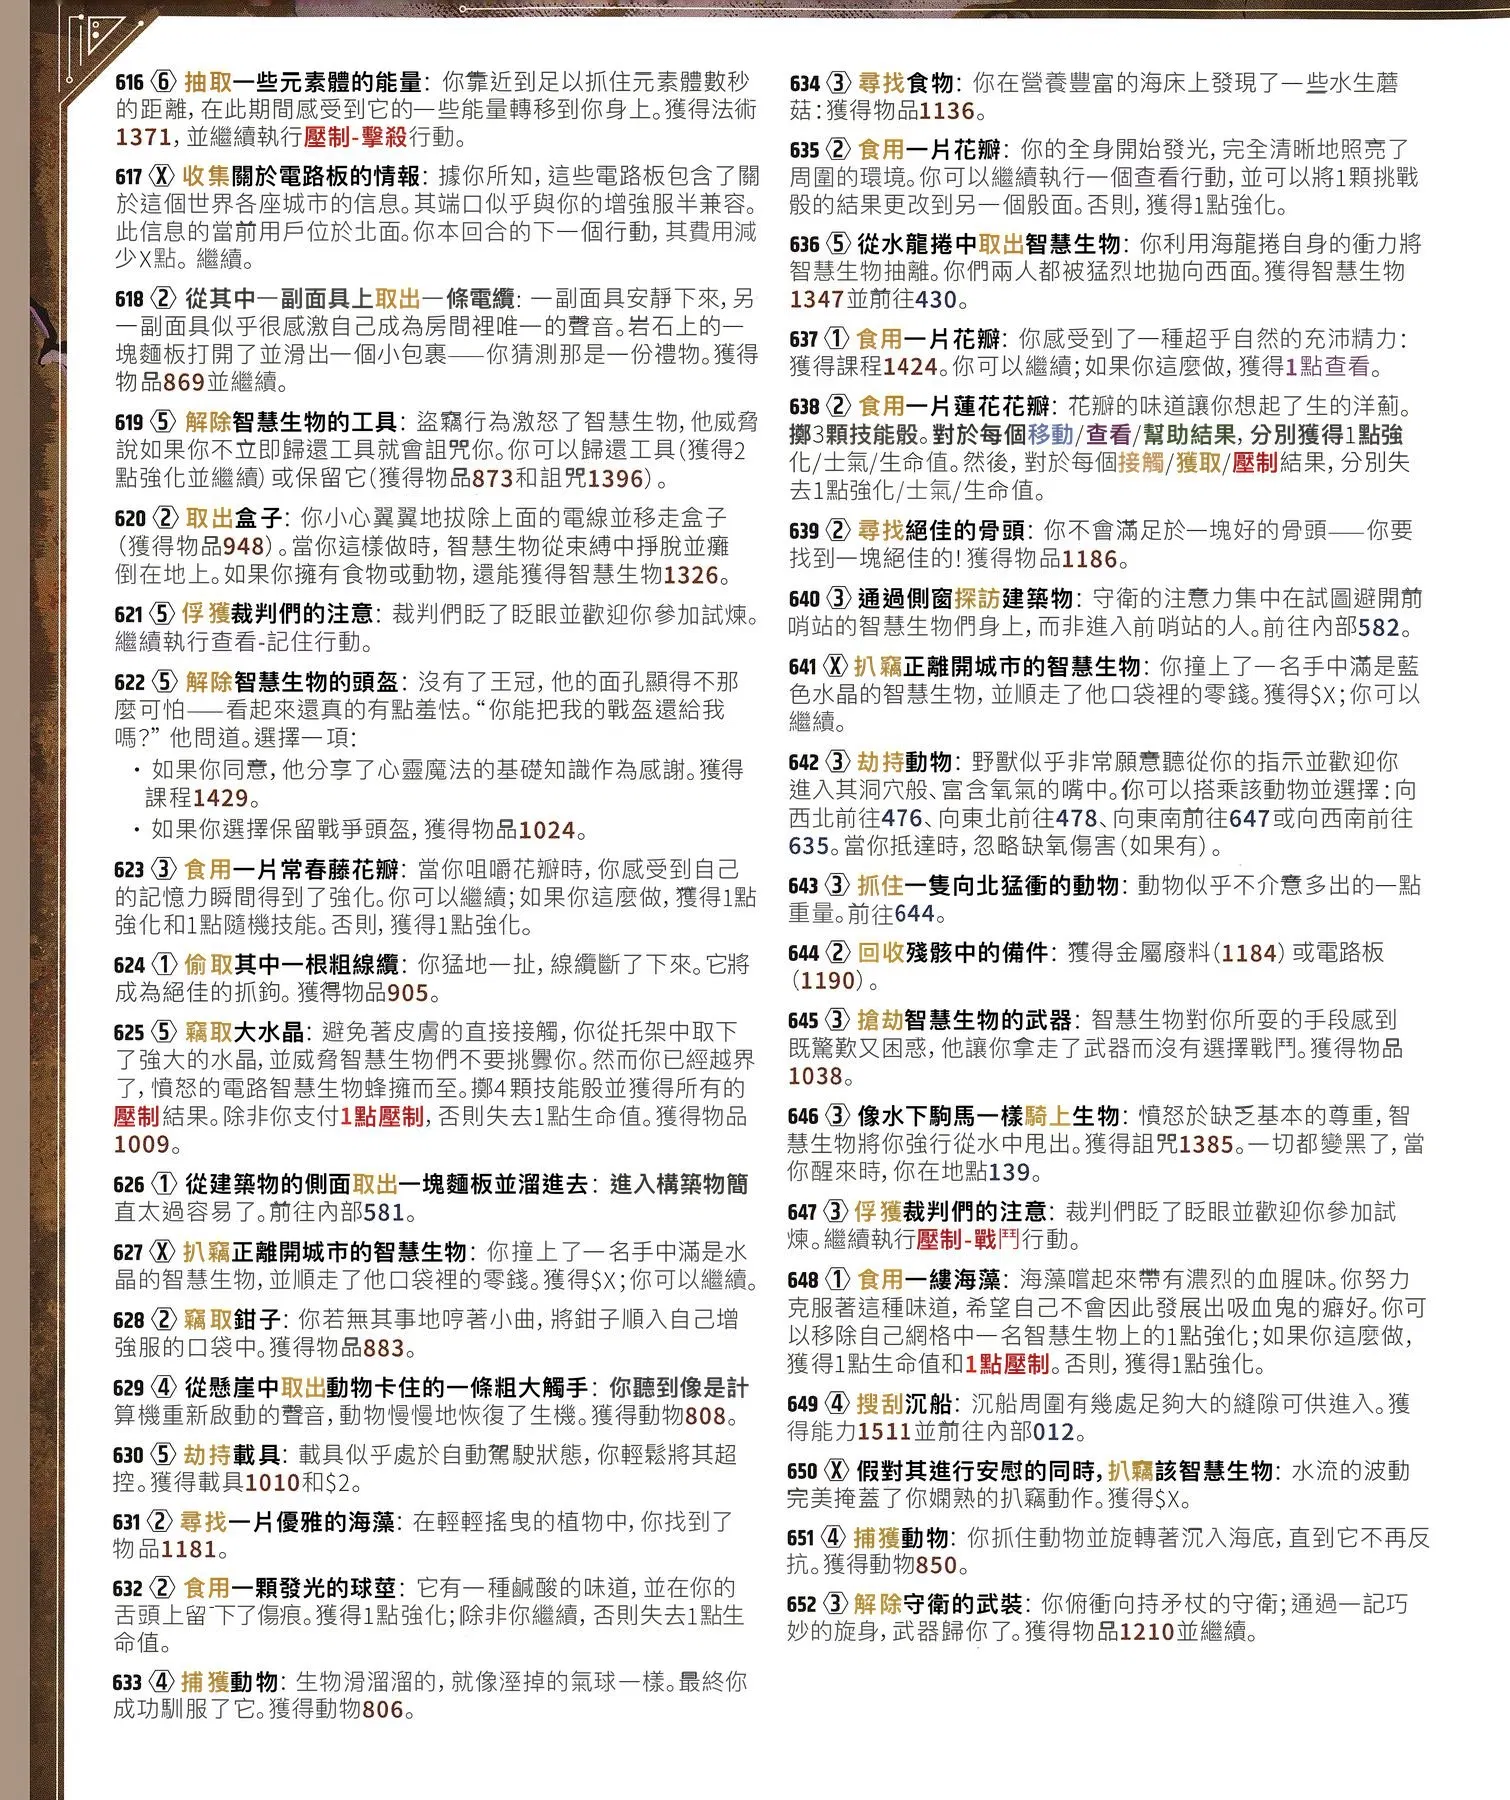 616 ⑥ 抽取一些元素體的能量：你靠近到足以抓住元素體數秒
的距離，在此期間感受到它的一些能量轉移到你身上。獲得法術
1371，並繼續執行壓制-擊殺行動。
617 Ⓧ 收集關於電路板的情報：據你所知，這些電路板包含了關
於這個世界各座城市的信息。其端口似乎與你的增強服半兼容。
此信息的當前用戶位於北面。你本回合的下一個行動，其費用減
少X點。繼續。
618 ② 從其中一副面具上取出一條電纜：一副面具安靜下來，另
一副面具似乎很感激自己成為房間裡唯一的聲音。岩石上的一
塊麵板打開了並滑出一個小包裹——你猜測那是一份禮物。獲得
物品869並繼續。
619 ⑤ 解除智慧生物的工具：盜竊行為激怒了智慧生物，他威脅
說如果你不立即歸還工具就會詛咒你。你可以歸還工具（獲得2
點強化並繼續）或保留它（獲得物品873和詛咒1396）。
620 ② 取出盒子：你小心翼翼地拔除上面的電線並移走盒子
（獲得物品948）。當你這樣做時，智慧生物從束縛中掙脫並癱
倒在地上。如果你擁有食物或動物，還能獲得智慧生物1326。
621 ⑤ 俘獲裁判們的注意：裁判們眨了眨眼並歡迎你參加試煉。
繼續執行查看-記住行動。
622 ⑤ 解除智慧生物的頭盔：沒有了王冠，他的面孔顯得不那
麼可怕——看起來還真的有點羞怯。“你能把我的戰盔還給我
嗎？”他問道。選擇一項：
・如果你同意，他分享了心靈魔法的基礎知識作為感謝。獲得
課程1429。
・如果你選擇保留戰爭頭盔，獲得物品1024。
623 ③ 食用一片常春藤花瓣：當你咀嚼花瓣時，你感受到自己
的記憶力瞬間得到了強化。你可以繼續；如果你這麼做，獲得1點
強化和1點隨機技能。否則，獲得1點強化。
624 ① 偷取其中一根粗線纜：你猛地一扯，線纜斷了下來。它將
成為絕佳的抓鉤。獲得物品905。
625 ⑤ 竊取大水晶：避免著皮膚的直接接觸，你從托架中取下
了強大的水晶，並威脅智慧生物們不要挑釁你。然而你已經越界
了，憤怒的電路智慧生物蜂擁而至。擲4顆技能骰並獲得所有的
壓制結果。除非你支付1點壓制，否則失去1點生命值。獲得物品
1009。
626 ① 從建築物的側面取出一塊麵板並溜進去：進入構築物簡
直太過容易了。前往內部581。
627 Ⓧ 扒竊正離開城市的智慧生物：你撞上了一名手中滿是水
晶的智慧生物，並順走了他口袋裡的零錢。獲得$X；你可以繼續。
628 ② 竊取鉗子：你若無其事地哼著小曲，將鉗子順入自己增
強服的口袋中。獲得物品883。
629 ④ 從懸崖中取出動物卡住的一條粗大觸手：你聽到像是計
算機重新啟動的聲音，動物慢慢地恢復了生機。獲得動物808。
630 ⑤ 劫持載具：載具似乎處於自動駕駛狀態，你輕鬆將其超
控。獲得載具1010和$2。
631 ② 尋找一片優雅的海藻：在輕輕搖曳的植物中，你找到了
物品1181。
632 ② 食用一顆發光的球莖：它有一種鹹酸的味道，並在你的
舌頭上留下了傷痕。獲得1點強化；除非你繼續，否則失去1點生
命值。
633 ④ 捕獲動物：生物滑溜溜的，就像溼掉的氣球一樣。最終你
成功馴服了它。獲得動物806。
634 ③ 尋找食物：你在營養豐富的海床上發現了一些水生蘑
菇：獲得物品1136。
635 ② 食用一片花瓣：你的全身開始發光，完全清晰地照亮了
周圍的環境。你可以繼續執行一個查看行動，並可以將1顆挑戰
骰的結果更改到另一個骰面。否則，獲得1點強化。
636 ⑤ 從水龍捲中取出智慧生物：你利用海龍捲自身的衝力將
智慧生物抽離。你們兩人都被猛烈地拋向西面。獲得智慧生物
1347並前往430。
637 ① 食用一片花瓣：你感受到了一種超乎自然的充沛精力：
獲得課程1424。你可以繼續；如果你這麼做，獲得1點查看。
638 ② 食用一片蓮花花瓣：花瓣的味道讓你想起了生的洋薊。
擲3顆技能骰。對於每個移動/查看/幫助結果，分別獲得1點強
化/士氣/生命值。然後，對於每個接觸/獲取/壓制結果，分別失
去1點強化/士氣/生命值。
639 ② 尋找絕佳的骨頭：你不會滿足於一塊好的骨頭——你要
找到一塊絕佳的！獲得物品1186。
640 ③ 通過側窗探訪建築物：守衛的注意力集中在試圖避開前
哨站的智慧生物們身上，而非進入前哨站的人。前往內部582。
641 Ⓧ 扒竊正離開城市的智慧生物：你撞上了一名手中滿是藍
色水晶的智慧生物，並順走了他口袋裡的零錢。獲得$X；你可以
繼續。
642 ③ 劫持動物：野獸似乎非常願意聽從你的指示並歡迎你
進入其洞穴般、富含氧氣的嘴中。你可以搭乘該動物並選擇：向
西北前往476、向東北前往478、向東南前往647或向西南前往
635。當你抵達時，忽略缺氧傷害（如果有）。
643 ③ 抓住一隻向北猛衝的動物：動物似乎不介意多出的一點
重量。前往644。
644 ② 回收殘骸中的備件：獲得金屬廢料（1184）或電路板
（1190）。
645 ③ 搶劫智慧生物的武器：智慧生物對你所耍的手段感到
既驚歎又困惑，他讓你拿走了武器而沒有選擇戰鬥。獲得物品
1038。
646 ③ 像水下駒馬一樣騎上生物：憤怒於缺乏基本的尊重，智
慧生物將你強行從水中甩出。獲得詛咒1385。一切都變黑了，當
你醒來時，你在地點139。
647 ③ 俘獲裁判們的注意：裁判們眨了眨眼並歡迎你參加試
煉。繼續執行壓制-戰鬥行動。
648 ① 食用一縷海藻：海藻嚐起來帶有濃烈的血腥味。你努力
克服著這種味道，希望自己不會因此發展出吸血鬼的癖好。你可
以移除自己網格中一名智慧生物上的1點強化；如果你這麼做，
獲得1點生命值和1點壓制。否則，獲得1點強化。
649 ④ 搜刮沉船：沉船周圍有幾處足夠大的縫隙可供進入。獲
得能力1511並前往內部012。
650 Ⓧ 假對其進行安慰的同時，扒竊該智慧生物：水流的波動
完美掩蓋了你嫻熟的扒竊動作。獲得$X。
651 ④ 捕獲動物：你抓住動物並旋轉著沉入海底，直到它不再反
抗。獲得動物850。
652 ③ 解除守衛的武裝：你俯衝向持矛杖的守衛；通過一記巧
妙的旋身，武器歸你了。獲得物品1210並繼續。